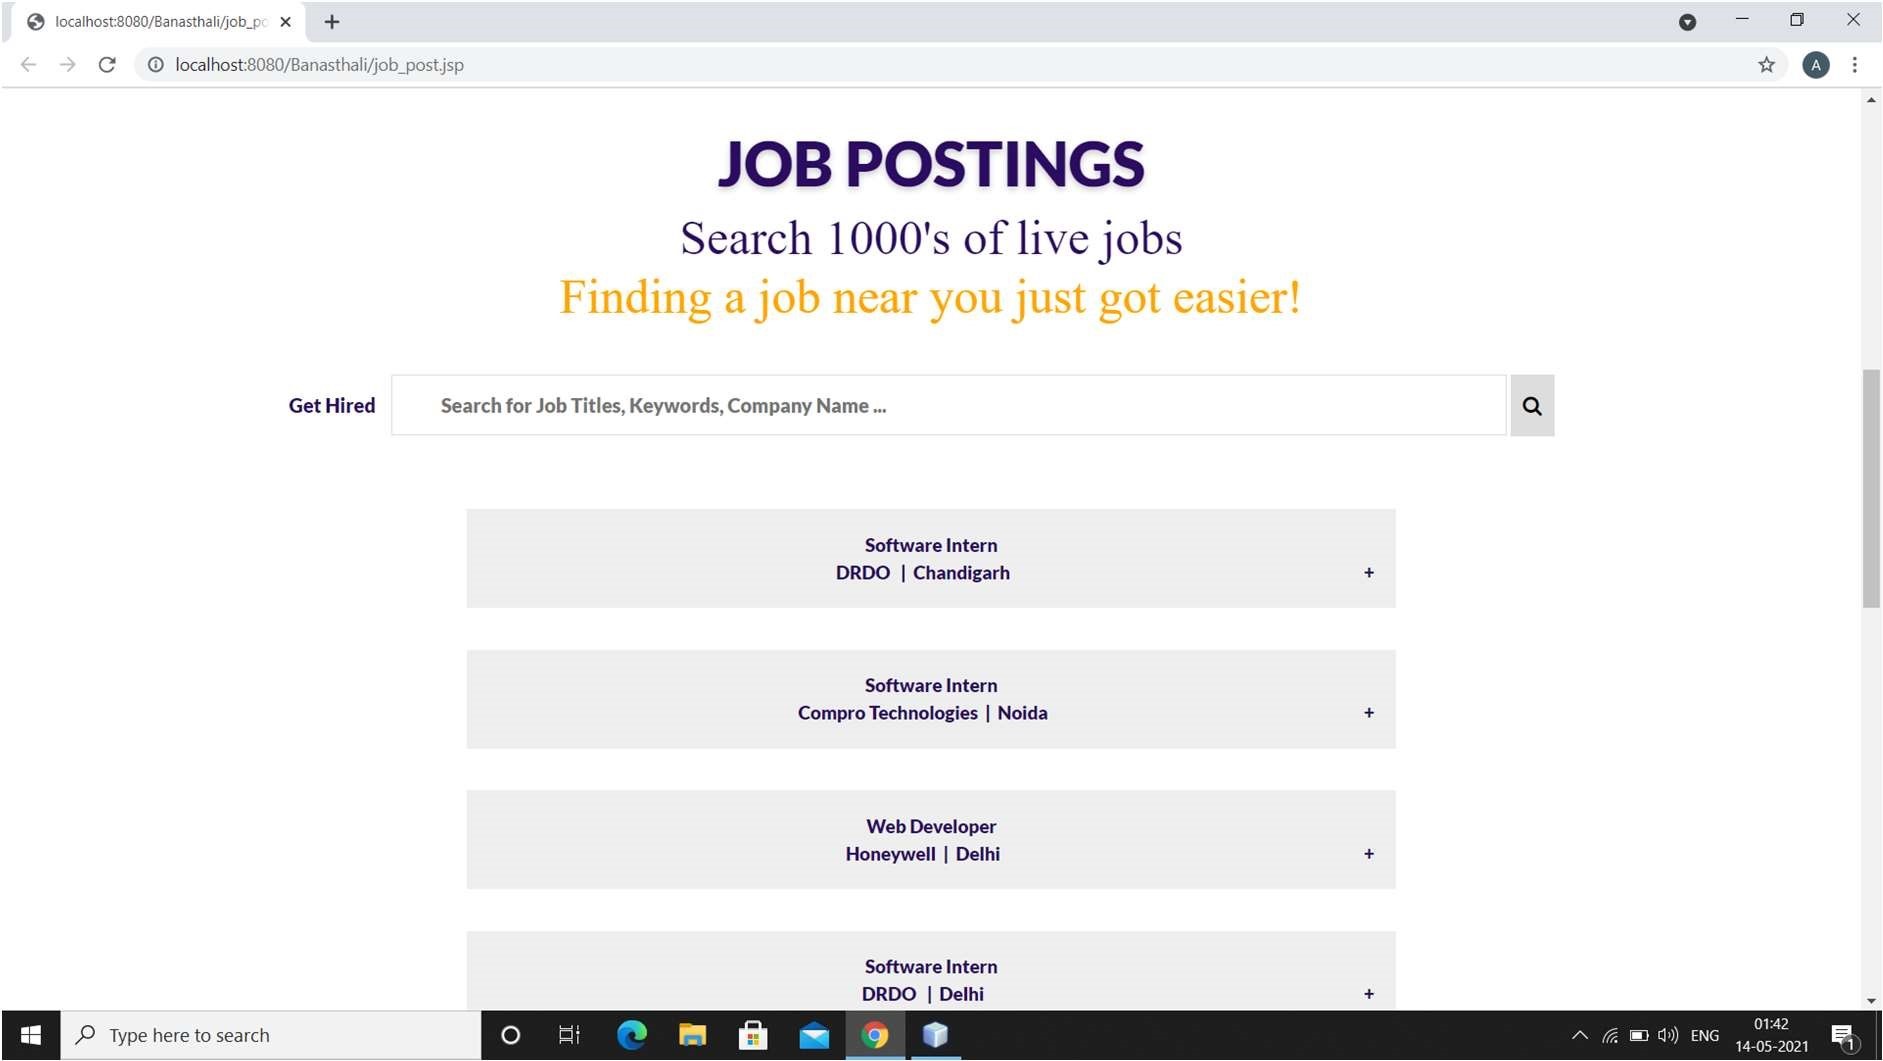 localhost:8080/Banasthali/job_po
localhost:8080/Banasthali/job_post.jsp
A
JOB POSTINGS
Search 1000's of live jobs
Finding a job near you just got easier!
Get Hired
Search for Job Titles, Keywords, Company Name ...
Software Intern
DRDO | Chandigarh +
Software Intern
Compro Technologies | Noida +
Web Developer
Honeywell | Delhi +
Software Intern
DRDO | Delhi +
Type here to search
ENG
01:42
14-05-2021
1